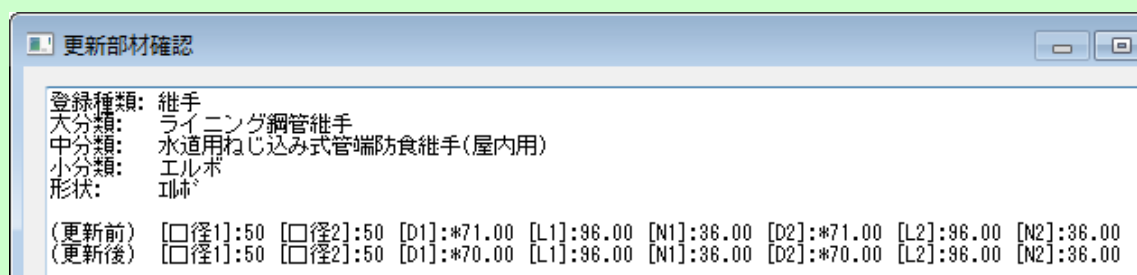 更新部材確認
登録種類: 継手
大分類: ライニング鋼管継手
中分類: 水道用ねじ込み式管端防食継手(屋内用)
小分類: エルボ
形状: ｴﾙﾎﾞ
(更新前) [口径1]:50 [口径2]:50 [D1]:*71.00 [L1]:96.00 [N1]:36.00 [D2]:*71.00 [L2]:96.00 [N2]:36.00
(更新後) [口径1]:50 [口径2]:50 [D1]:*70.00 [L1]:96.00 [N1]:36.00 [D2]:*70.00 [L2]:96.00 [N2]:36.00